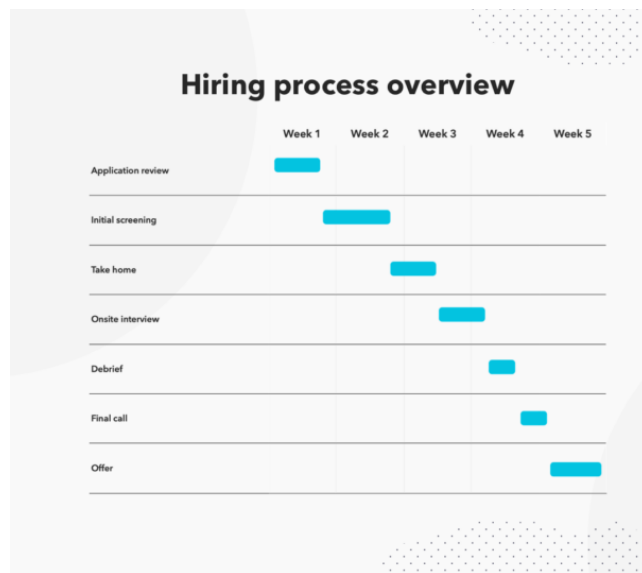 Hiring process overview
Week 1 Week 2 Week 3 Week 4 Week 5
Application review
Initial screening
Take home
Onsite interview
Debrief
Final call
Offer